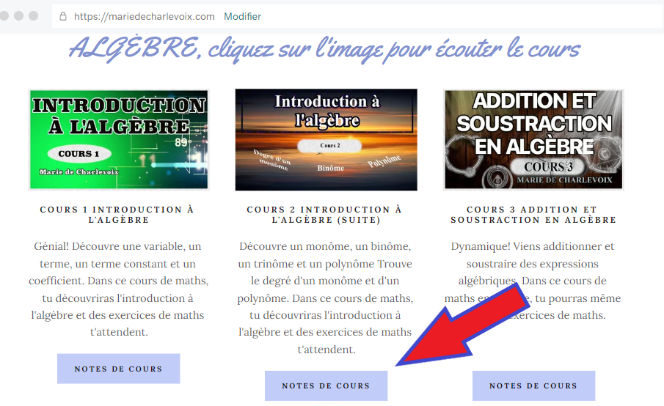 https://mariedecharlevoix.com Modifier
ALGÈBRE, cliquez sur l'image pour écouter le cours
INTRODUCTION
À L'ALGÈBRE
COURS 1
89
11
Marie de Charlevoix
Introduction à
l'algèbre
Cours 2
Degré d'un
monôme
Binôme
Polynôme
ADDITION ET
SOUSTRACTION
EN ALGÈBRE
COURS 3
MARIE DE CHARLEVOIX
COURS 1 INTRODUCTION À
L'ALGÈBRE
Génial! Découvre une variable, un
terme, un terme constant et un
coefficient. Dans ce cours de maths,
tu découvriras l'introduction à
l'algèbre et des exercices de maths
t'attendent.
NOTES DE COURS
COURS 2 INTRODUCTION À
L'ALGÈBRE (SUITE)
Découvre un monôme, un binôme,
un trinôme et un polynôme Trouve
le degré d'un monôme et d'un
polynôme. Dans ce cours de maths,
tu découvriras l'introduction à
l'algèbre et des exercices de maths
t'attendent.
NOTES DE COURS
COURS 3 ADDITION ET
SOUSTRACTION EN ALGÈBRE
Dynamique! Viens additionner et
soustraire des expressions
algébriques. Dans ce cours de
maths en, tu pourras même
exercices de maths.
NOTES DE COURS